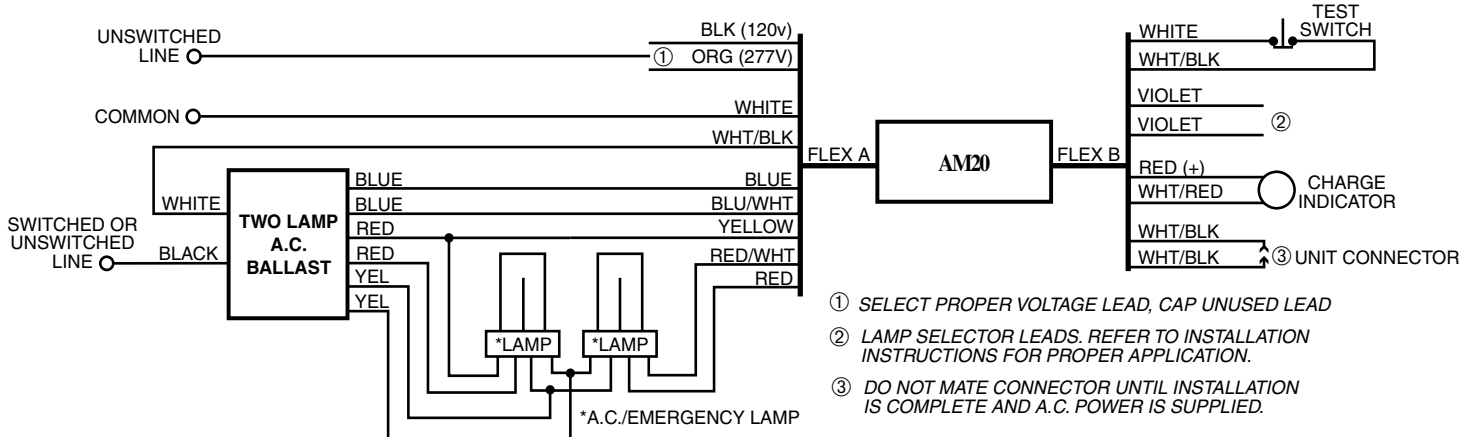 UNSWITCHED
LINE
①
BLK (120v)
ORG (277V)
COMMON
WHITE
WHT/BLK
WHITE
SWITCHED OR
UNSWITCHED
LINE
BLACK
TWO LAMP
A.C.
BALLAST
BLUE
BLUE
RED
RED
YEL
YEL
BLUE
BLU/WHT
YELLOW
RED/WHT
RED
*LAMP
*LAMP
*A.C./EMERGENCY LAMP
FLEX A
AM20
FLEX B
TEST
SWITCH
WHITE
WHT/BLK
VIOLET
VIOLET
②
RED (+)
WHT/RED
CHARGE
INDICATOR
WHT/BLK
WHT/BLK
③ UNIT CONNECTOR
① SELECT PROPER VOLTAGE LEAD, CAP UNUSED LEAD
② LAMP SELECTOR LEADS. REFER TO INSTALLATION
INSTRUCTIONS FOR PROPER APPLICATION.
③ DO NOT MATE CONNECTOR UNTIL INSTALLATION
IS COMPLETE AND A.C. POWER IS SUPPLIED.